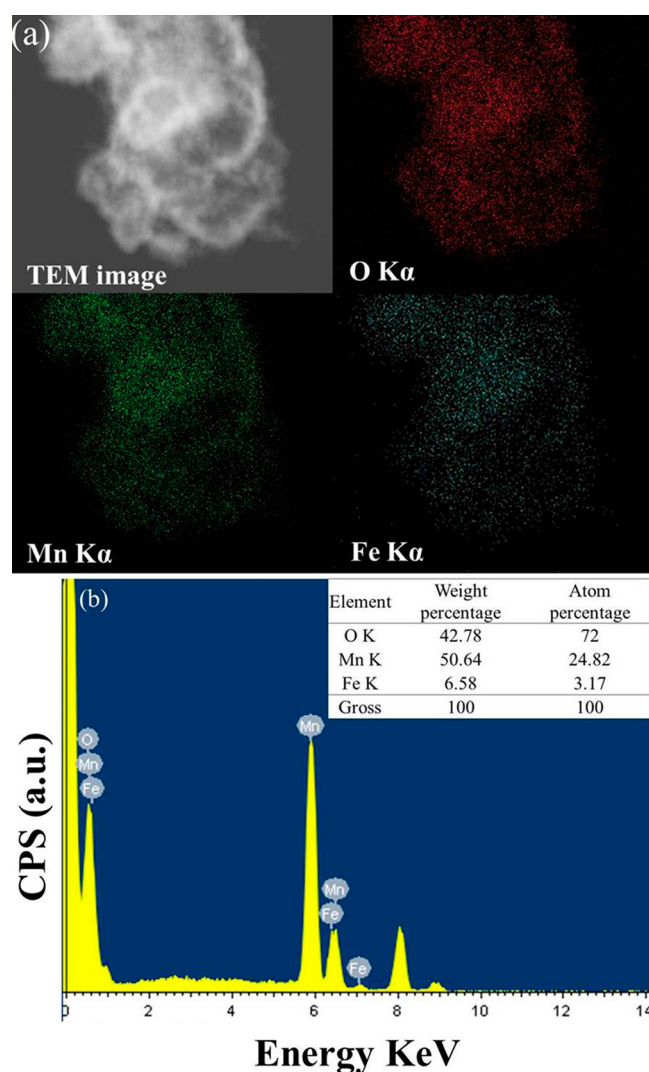 (a)
TEM image
O Kα
Mn Kα
Fe Kα
(b)
Element Weight percentage Atom percentage
O K 42.78 72
Mn K 50.64 24.82
Fe K 6.58 3.17
Gross 100 100
O
Mn
Fe
Mn
Mn
Fe
Fe
CPS (a.u.)
0 2 4 6 8 10 12 14
Energy KeV